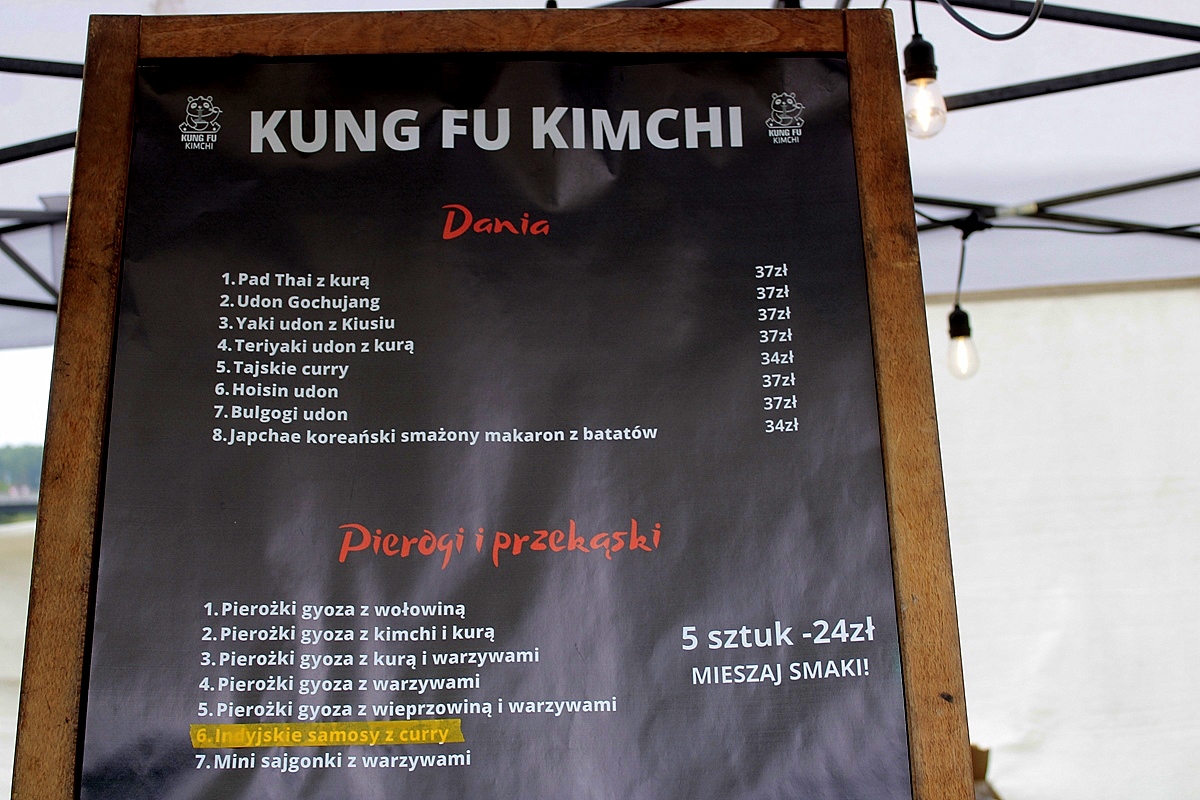 KUNG FU KIMCHI
KUNG FU
KIMCHI
KUNG FU
KIMCHI
Dania
1. Pad Thai z kurą 37zł
2. Udon Gochujang 37zł
3. Yaki udon z Kiusiu 37zł
4. Teriyaki udon z kurą 37zł
5. Tajskie curry 34zł
6. Hoisin udon 37zł
7. Bulgogi udon 37zł
8. Japchae koreański smażony makaron z batatów 34zł
Pierogi i przekąski
1. Pierożki gyoza z wołowiną
2. Pierożki gyoza z kimchi i kurą
3. Pierożki gyoza z kurą i warzywami
4. Pierożki gyoza z warzywami
5. Pierożki gyoza z wieprzowiną i warzywami
6. Indyjskie samosy z curry
7. Mini sajgonki z warzywami
5 sztuk -24zł
MIESZAJ SMAKI!